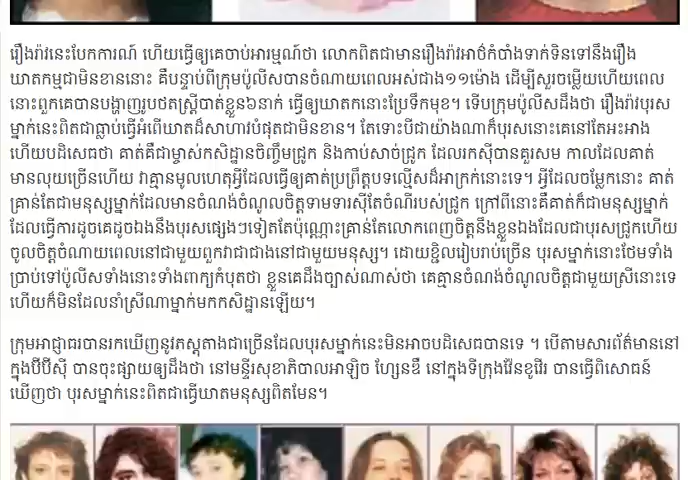 រឿងរ៉ាវនេះបែកការណ៍ ហើយធ្វើឲ្យគេចាប់អារម្មណ៍ថា លោកពិតជាមានរឿងរ៉ាវអាថ៌កំបាំងទាក់ទិនទៅនឹងរឿង
ឃាតកម្មជាមិនខាននោះ គឺបន្ទាប់ពីក្រុមប៉ូលីសបានចំណាយពេលអស់ជាង១១ម៉ោង ដើម្បីសួរចម្លើយហើយពេល
នោះពួកគេបានបង្ហាញរូបថតស្ត្រីបាត់ខ្លួន៦នាក់ ធ្វើឲ្យឃាតកនោះប្រែទឹកមុខ។ ទើបក្រុមប៉ូលីសដឹងថា រឿងរ៉ាវបុរស
ម្នាក់នេះពិតជាធ្លាប់ធ្វើអំពើឃាតដ៏សាហាវបំផុតជាមិនខាន។ តែទោះបីជាយ៉ាងណាក៏បុរសនោះគេនៅតែអះអាង
ហើយបដិសេធថា គាត់គឺជាម្ចាស់កសិដ្ឋានចិញ្ចឹមជ្រូក និងកាប់សាច់ជ្រូក ដែលរកស៊ីបានគួរសម កាលដែលគាត់
មានលុយច្រើនហើយ វាគ្មានមូលហេតុអ្វីដែលធ្វើឲ្យគាត់ប្រព្រឹត្តបទល្មើសដ៏អាក្រក់នោះទេ។ អ្វីដែលចម្លែកនោះ គាត់
គ្រាន់តែជាមនុស្សម្នាក់ដែលមានចំណង់ចំណូលចិត្តទាមទារស៊ីតែចំណីរបស់ជ្រូក ក្រៅពីនោះគឺគាត់ក៏ជាមនុស្សម្នាក់
ដែលធ្វើការដូចគេដូចឯងនឹងបុរសផ្សេងៗទៀតតែប៉ុណ្ណោះគ្រាន់តែលោកពេញចិត្តនឹងខ្លួនឯងដែលជាបុរសជ្រូកហើយ
ចូលចិត្តចំណាយពេលនៅជាមួយពួកវាជាជាងនៅជាមួយមនុស្ស។ ដោយខ្ជិលរៀបរាប់ច្រើន បុរសម្នាក់នោះថែមទាំង
ប្រាប់ទៅប៉ូលីសទាំងនោះទាំងពាក្យកំបុតថា ខ្លួនគេដឹងច្បាស់ណាស់ថា គេគ្មានចំណង់ចំណូលចិត្តជាមួយស្រីនោះទេ
ហើយក៏មិនដែលនាំស្រីណាម្នាក់មកកសិដ្ឋានឡើយ។
ក្រុមអាជ្ញាធរបានរកឃើញនូវភស្តុតាងជាច្រើនដែលបុរសម្នាក់នេះមិនអាចបដិសេធបានទេ ។ បើតាមសារព័ត៌មាននៅ
ក្នុងប៊ីប៊ីស៊ី បានចុះផ្សាយឲ្យដឹងថា នៅមន្ទីរសុខាភិបាលអាឡិច ហ្សែនឌឺ នៅក្នុងទីក្រុងវ៉ែនខូវើរ បានធ្វើពិសោធន៍
ឃើញថា បុរសម្នាក់នេះពិតជាធ្វើឃាតមនុស្សពិតមែន។